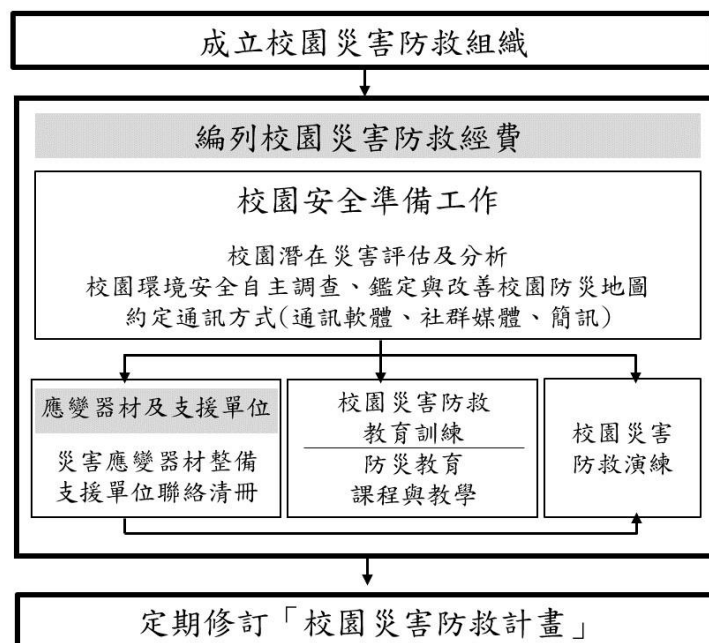 成立校園災害防救組織
編列校園災害防救經費
校園安全準備工作
校園潛在災害評估及分析
校園環境安全自主調查、鑑定與改善校園防災地圖
約定通訊方式(通訊軟體、社群媒體、簡訊)
應變器材及支援單位
災害應變器材整備
支援單位聯絡清冊
校園災害防救
教育訓練
防災教育
課程與教學
校園災害
防救演練
定期修訂「校園災害防救計畫」